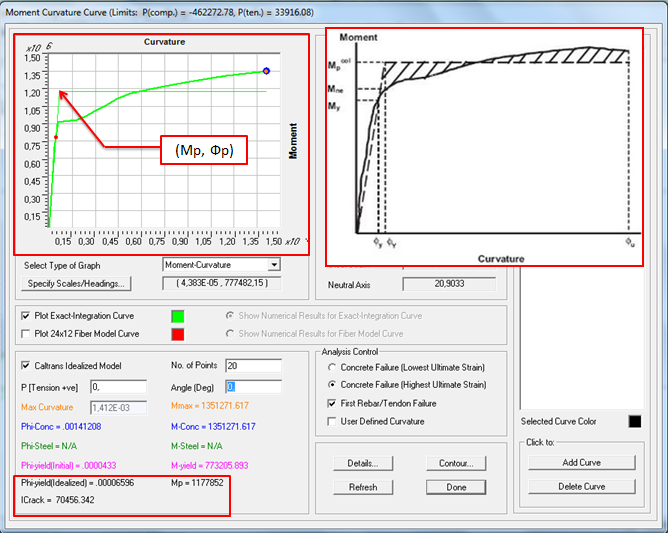 Moment Curvature Curve (Limits: P(comp.) = -462272.78, P(ten.) = 33916.08)
x10 6
Curvature
1,50
1,35
1,20
1,05
0,90
0,75
0,60
0,45
0,30
0,15
0,15 0,30 0,45 0,60 0,75 0,90 1,05 1,20 1,35 1,50 x10
Moment
(Mp, Φp)
Moment
Mp col
Mne
My
ϕy ϕY ϕu
Curvature
Select Type of Graph
Moment-Curvature
Specify Scales/Headings...
( 4,383E-05 , 777482,15 )
Neutral Axis
20,9033
Plot Exact-Integration Curve
Show Numerical Results for Exact-Integration Curve
Plot 24x12 Fiber Model Curve
Show Numerical Results for Fiber Model Curve
Caltrans Idealized Model
No. of Points
20
P [Tension +ve]
0,
Angle (Deg)
0,
Max Curvature
1,412E-03
Mmax = 1351271.617
Phi-Conc = .00141208
M-Conc = 1351271.617
Phi-Steel = N/A
M-Steel = N/A
Phi-yield(Initial) = .0000433
M-yield = 773205.893
Phi-yield(Idealized) = .00006596
Mp = 1177852
ICrack = 70456.342
Analysis Control
Concrete Failure (Lowest Ultimate Strain)
Concrete Failure (Highest Ultimate Strain)
First Rebar/Tendon Failure
User Defined Curvature
Details...
Contour...
Refresh
Done
Selected Curve Color
Click to:
Add Curve
Delete Curve